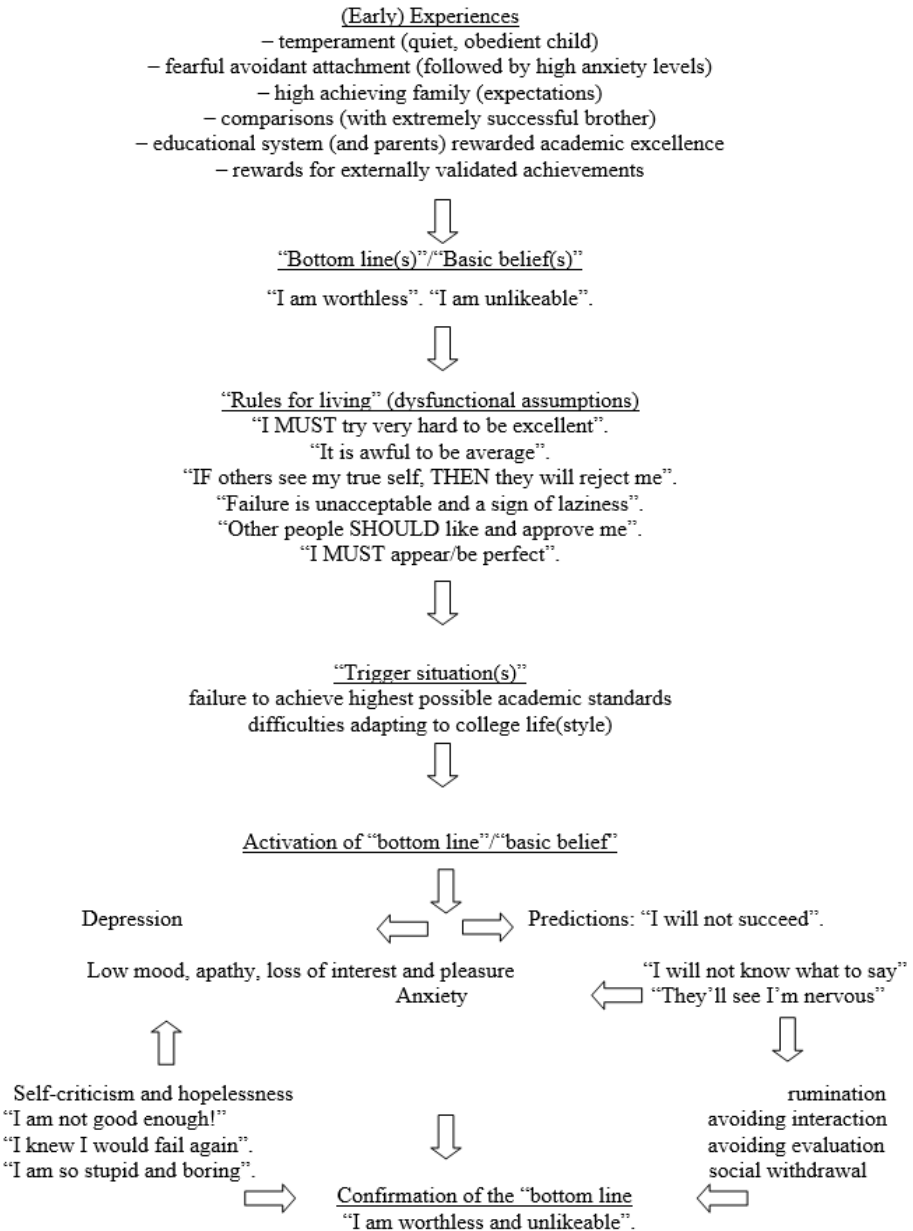 (Early) Experiences
– temperament (quiet, obedient child)
– fearful avoidant attachment (followed by high anxiety levels)
– high achieving family (expectations)
– comparisons (with extremely successful brother)
– educational system (and parents) rewarded academic excellence
– rewards for externally validated achievements
“Bottom line(s)”/“Basic belief(s)”
“I am worthless”. “I am unlikeable”.
“Rules for living” (dysfunctional assumptions)
“I MUST try very hard to be excellent”.
“It is awful to be average”.
“IF others see my true self, THEN they will reject me”.
“Failure is unacceptable and a sign of laziness”.
“Other people SHOULD like and approve me”.
“I MUST appear/be perfect”.
“Trigger situation(s)”
failure to achieve highest possible academic standards
difficulties adapting to college life(style)
Activation of “bottom line”/“basic belief”
Depression
Predictions: “I will not succeed”.
Low mood, apathy, loss of interest and pleasure
Anxiety
“I will not know what to say”
“They’ll see I’m nervous”
Self-criticism and hopelessness
“I am not good enough!”
“I knew I would fail again”.
“I am so stupid and boring”.
rumination
avoiding interaction
avoiding evaluation
social withdrawal
Confirmation of the “bottom line
“I am worthless and unlikeable”.